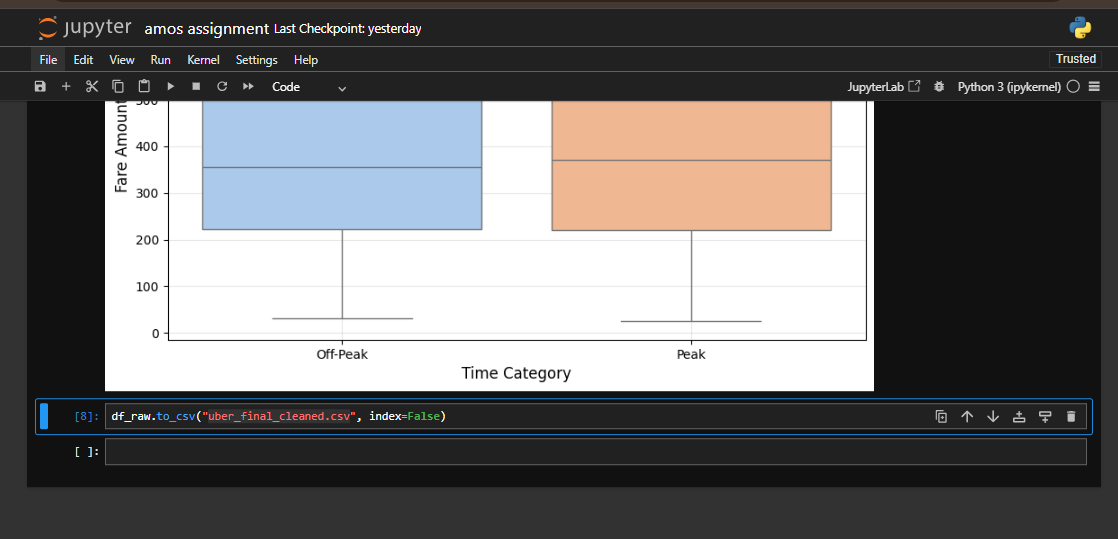 jupyter amos assignment Last Checkpoint: yesterday
File Edit View Run Kernel Settings Help Trusted
Code JupyterLab Python 3 (ipykernel)
500
400
300
200
100
0
Fare Amount
Off-Peak Peak
Time Category
[8]: df_raw.to_csv("uber_final_cleaned.csv", index=False)
[ ]: